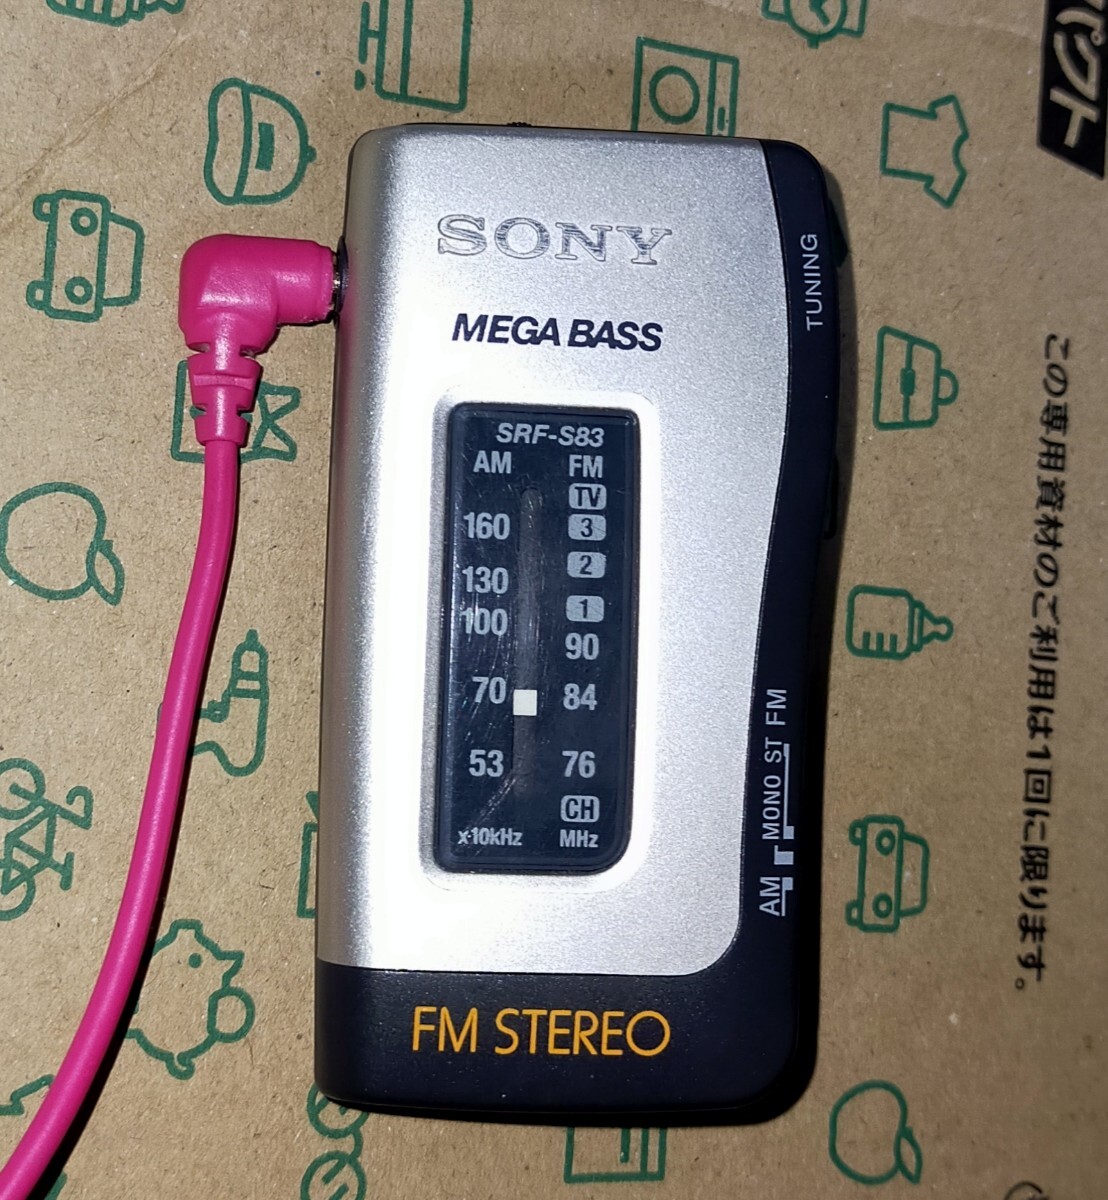 SONY
MEGA BASS
SRF-S83
AM FM
TV
160 3
130 2
100 1
90
70 84
53 76
CH
x10kHz MHz
FM STEREO
TUNING
AM MONO ST FM
パクト
この専用資材のご利用は1回に限ります。